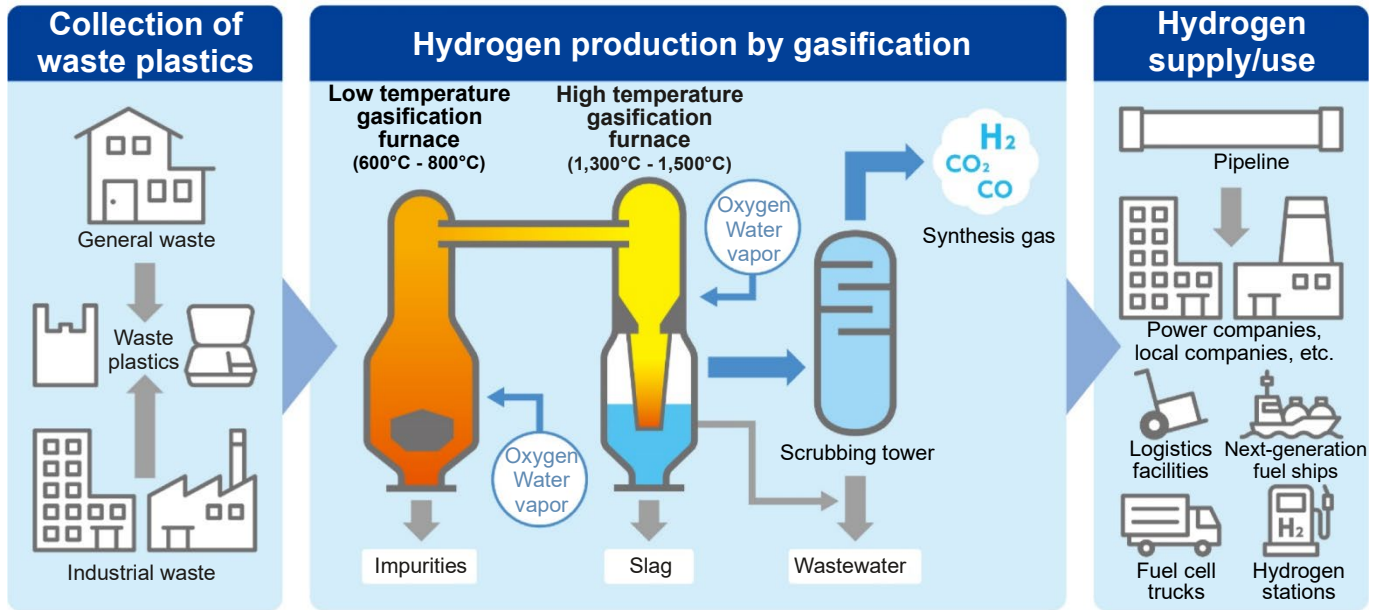 Collection of
waste plastics
General waste
Waste
plastics
Industrial waste
Hydrogen production by gasification
Low temperature
gasification
furnace
(600°C - 800°C)
High temperature
gasification
furnace
(1,300°C - 1,500°C)
Oxygen
Water
vapor
H2
CO2
CO
Synthesis gas
Oxygen
Water
vapor
Scrubbing tower
Impurities
Slag
Wastewater
Hydrogen
supply/use
Pipeline
Power companies,
local companies, etc.
Logistics
facilities
Next-generation
fuel ships
Fuel cell
trucks
H2
Hydrogen
stations